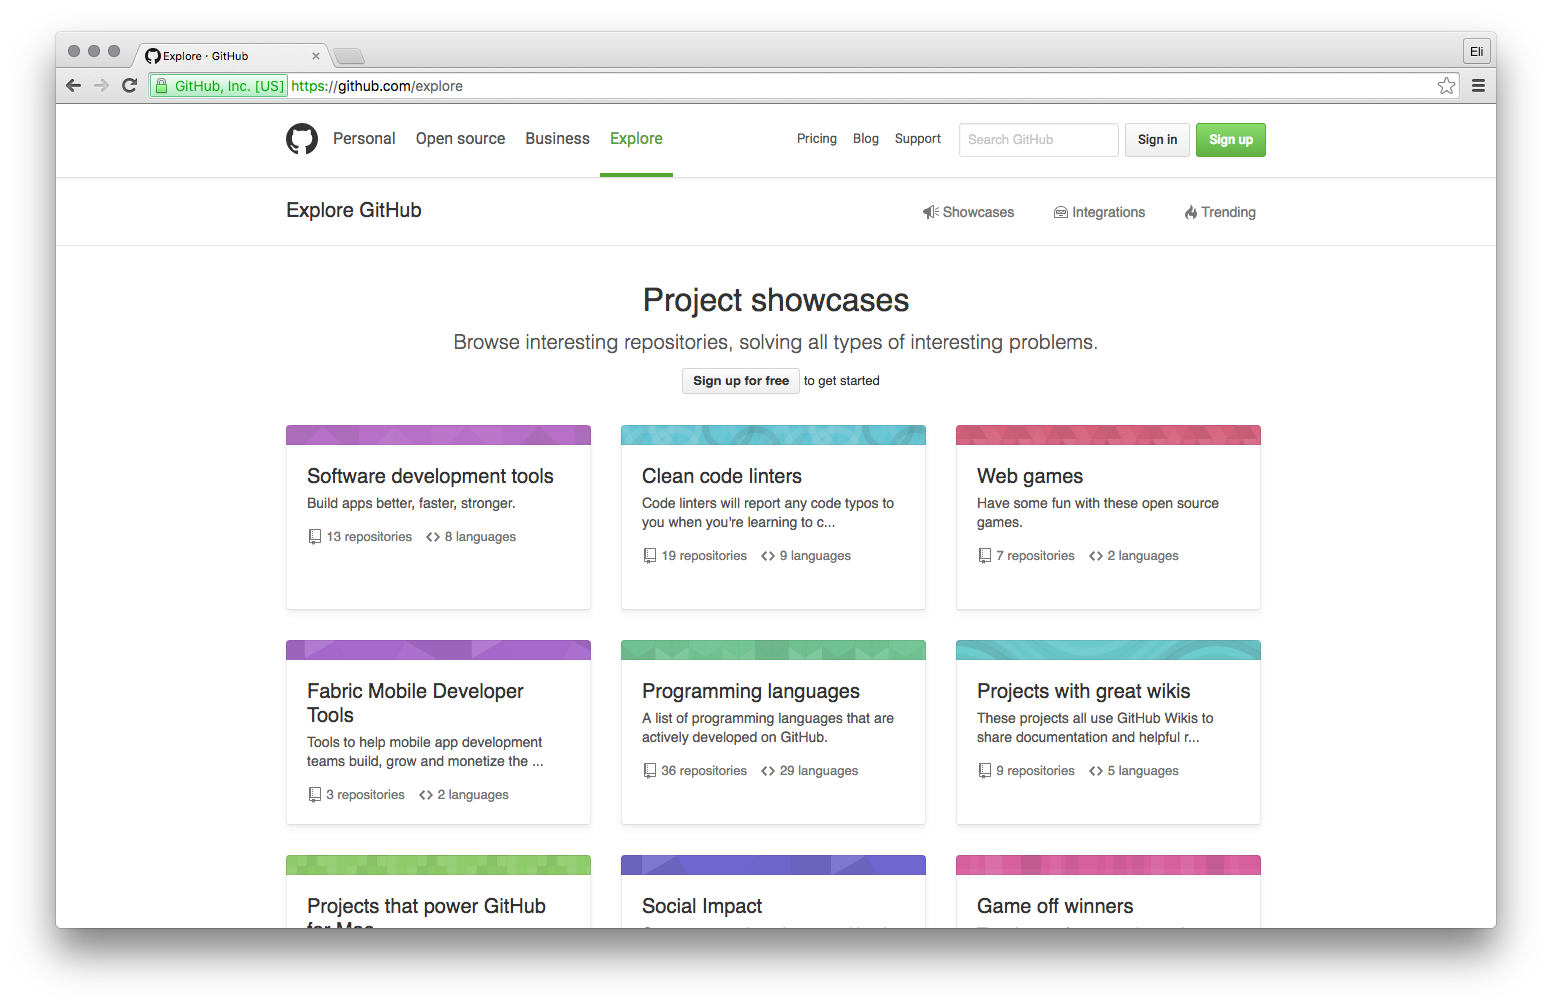 Explore · GitHub
Eli
GitHub, Inc. [US] https://github.com/explore
Personal Open source Business Explore Pricing Blog Support Search GitHub Sign in Sign up
Explore GitHub Showcases Integrations Trending
Project showcases
Browse interesting repositories, solving all types of interesting problems.
Sign up for free to get started
Software development tools
Build apps better, faster, stronger.
13 repositories 8 languages
Clean code linters
Code linters will report any code typos to
you when you're learning to c...
19 repositories 9 languages
Web games
Have some fun with these open source
games.
7 repositories 2 languages
Fabric Mobile Developer
Tools
Tools to help mobile app development
teams build, grow and monetize the ...
3 repositories 2 languages
Programming languages
A list of programming languages that are
actively developed on GitHub.
36 repositories 29 languages
Projects with great wikis
These projects all use GitHub Wikis to
share documentation and helpful r...
9 repositories 5 languages
Projects that power GitHub
for Mac
Social Impact
Game off winners